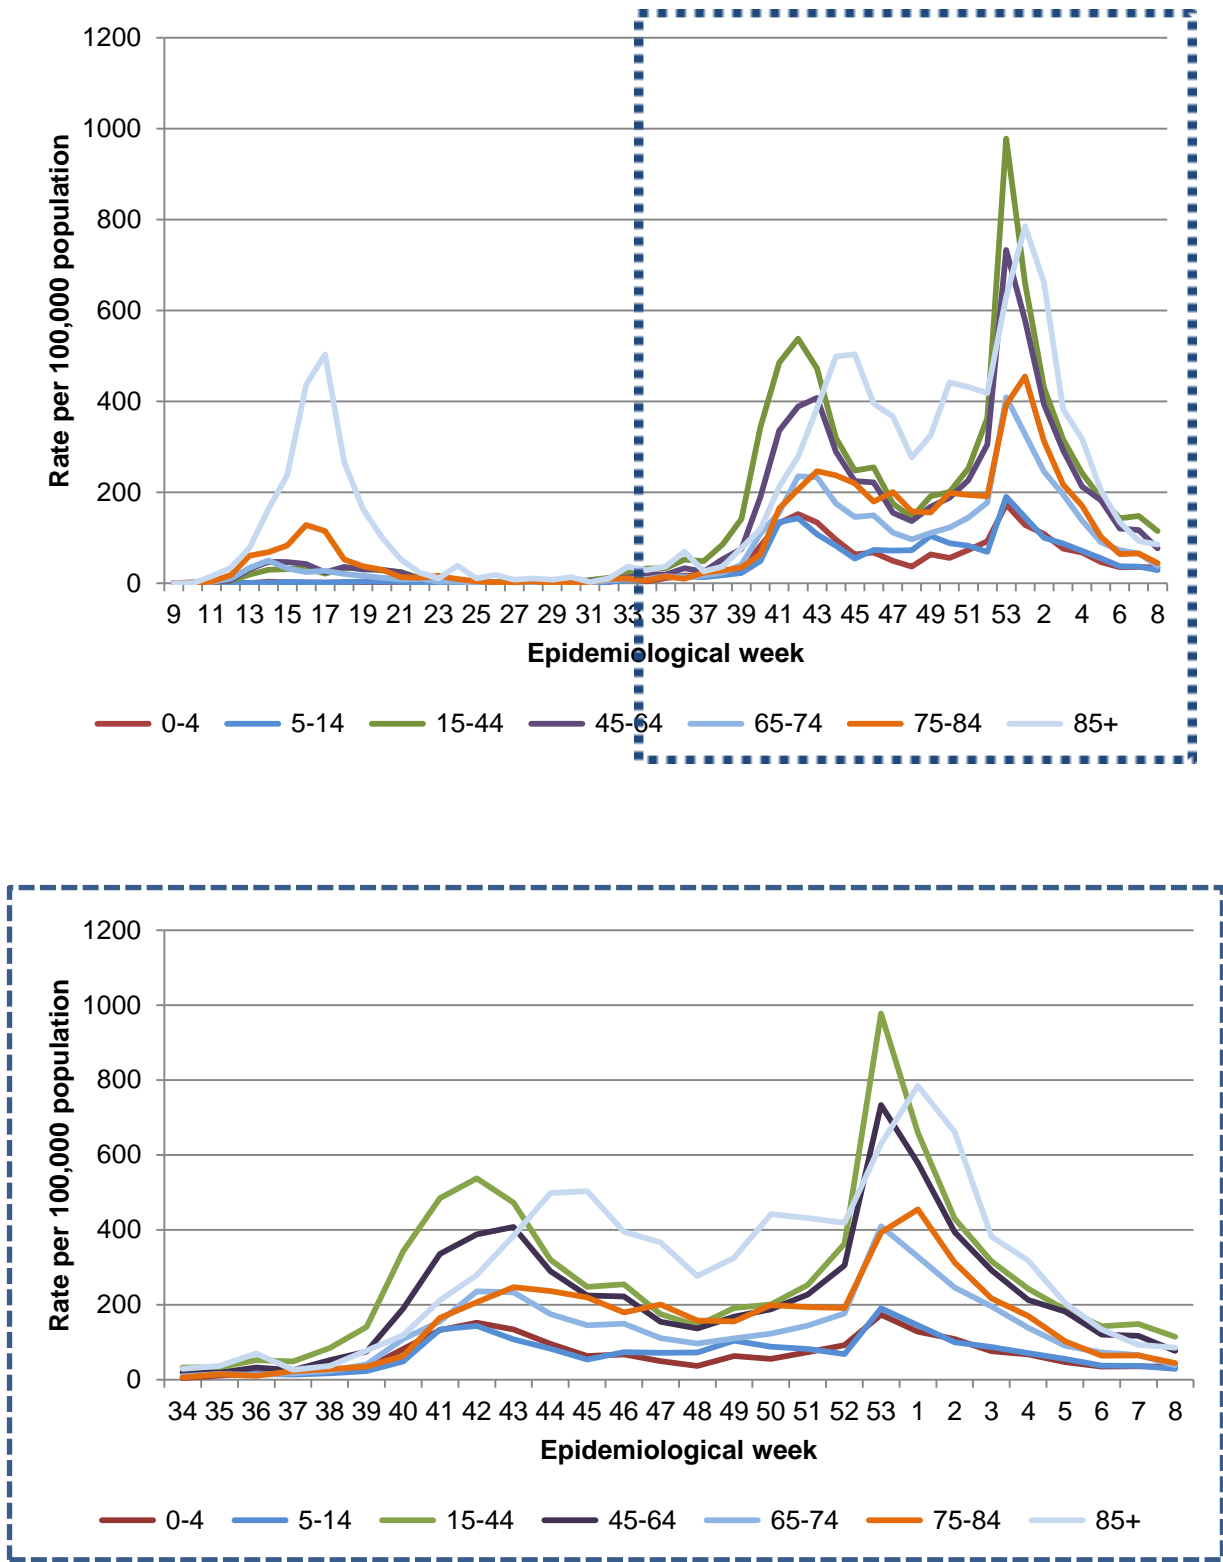 1200
1000
800
600
400
200
0
Rate per 100,000 population
9 11 13 15 17 19 21 23 25 27 29 31 33 35 37 39 41 43 45 47 49 51 53 2 4 6 8
Epidemiological week
0-4 5-14 15-44 45-64 65-74 75-84 85+
1200
1000
800
600
400
200
0
Rate per 100,000 population
34 35 36 37 38 39 40 41 42 43 44 45 46 47 48 49 50 51 52 53 1 2 3 4 5 6 7 8
Epidemiological week
0-4 5-14 15-44 45-64 65-74 75-84 85+